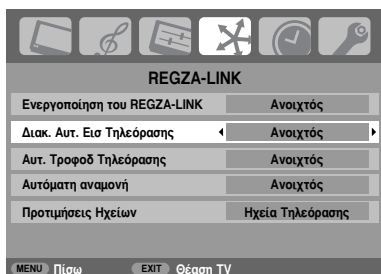 REGZA-LINK
Ενεργοποίηση του REGZA-LINK Ανοιχτός
Διακ. Αυτ. Εισ Τηλεόρασης Ανοιχτός
Αυτ. Τροφοδ Τηλεόρασης Ανοιχτός
Αυτόματη αναμονή Ανοιχτός
Προτιμήσεις Ηχείων Ηχεία Τηλεόρασης
MENU Πίσω EXIT Θέαση TV